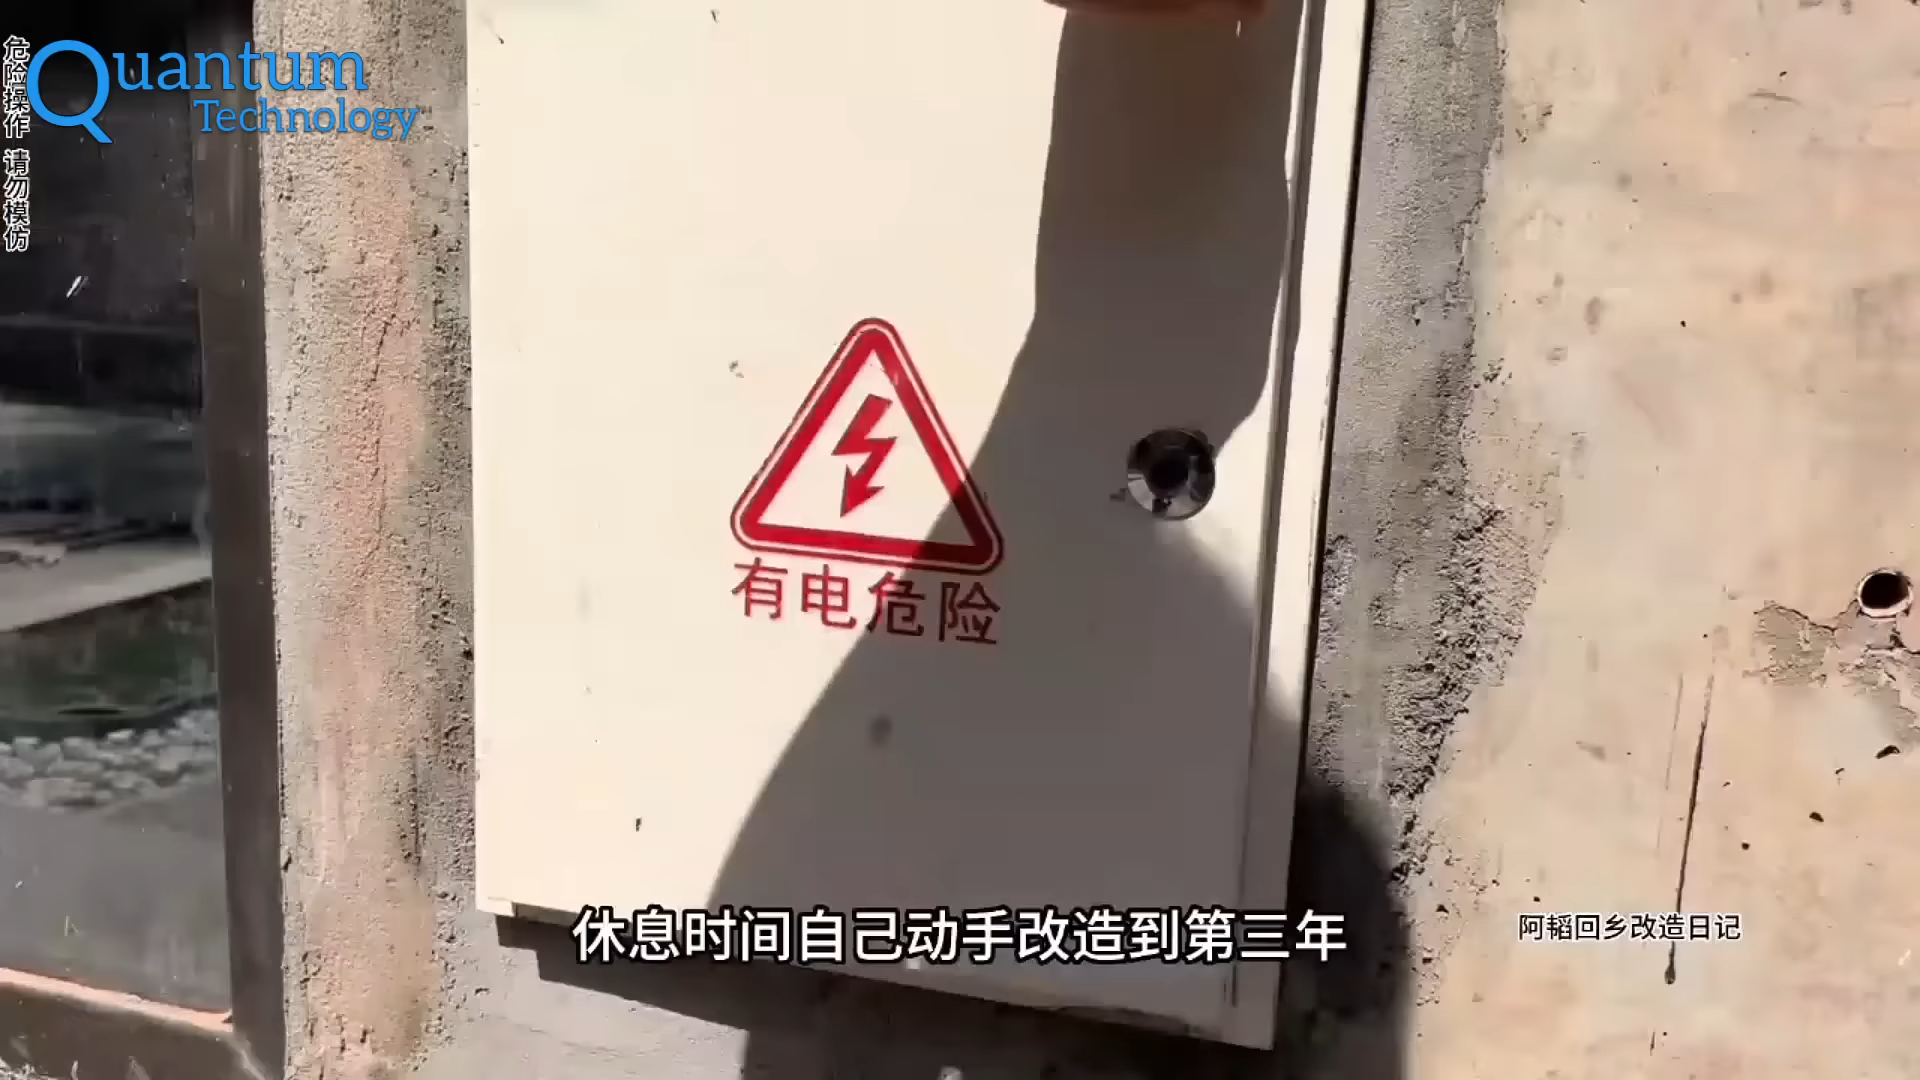 危险操作 请勿模仿
Quantum
Technology
有电危险
休息时间自己动手改造到第三年
阿韬回乡改造日记